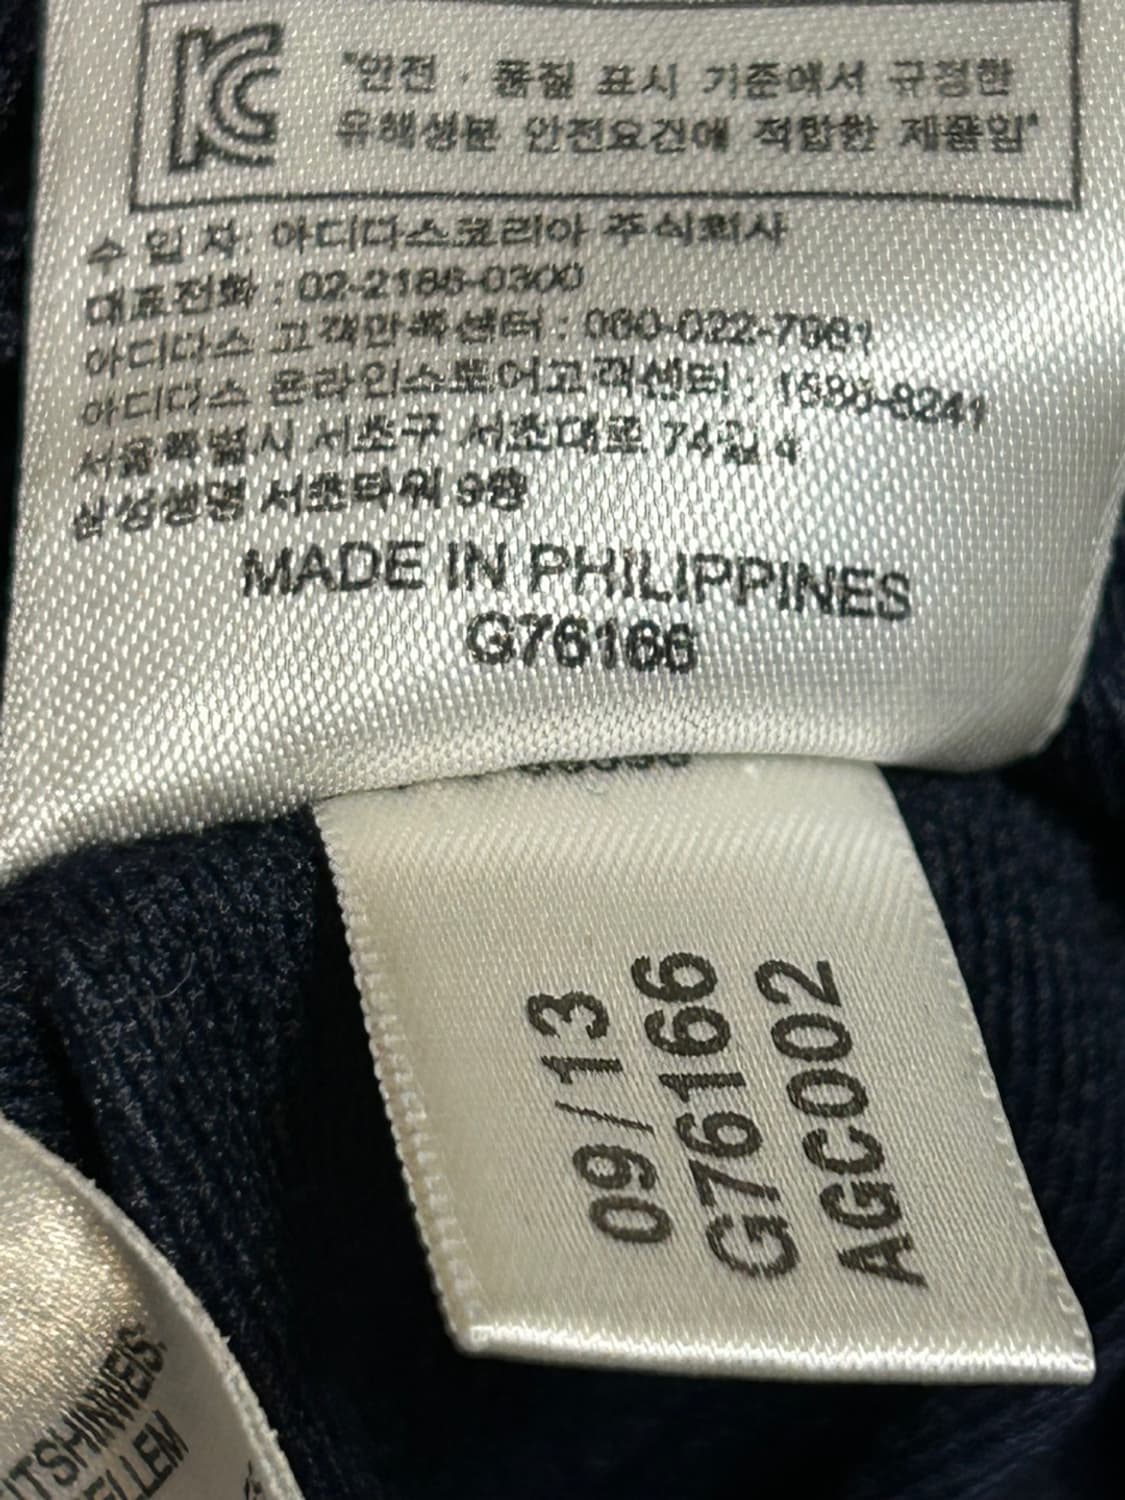 KC
"안전 · 품질 표시 기준에서 규정한
유해성분 안전요건에 적합한 제품임"
수 입 자: 아디다스코리아 주식회사
대표전화 : 02-2186-0300
아디다스 고객만족센터 : 080-022-7981
아디다스 온라인스토어고객센터 : 1588-8241
서울특별시 서초구 서초대로 74길 4
삼성생명 서초타워 9층
MADE IN PHILIPPINES
G76166
09/13
G76166
AGC002
ITSHINWEIS.
ELLEM